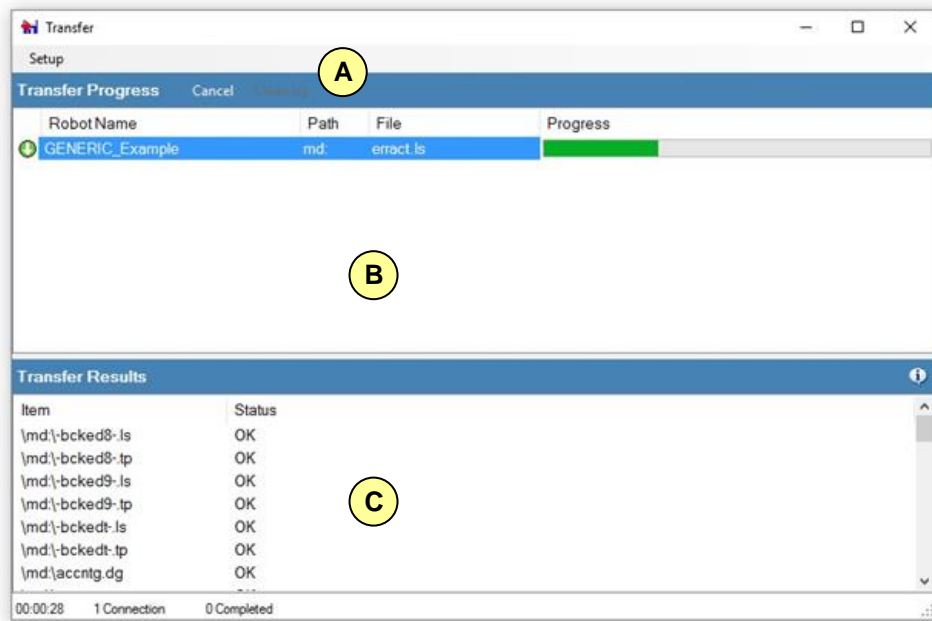 Transfer
Setup
A
Transfer Progress Cancel
Robot Name Path File Progress
GENERIC_Example md: erract.ls
B
Transfer Results
Item Status
\md:\-bcked8-.ls OK
\md:\-bcked8-.tp OK
\md:\-bcked9-.ls OK
\md:\-bcked9-.tp OK
\md:\-bckedt-.ls OK
\md:\-bckedt-.tp OK
\md:\accntg.dg OK
C
00:00:28 1 Connection 0 Completed